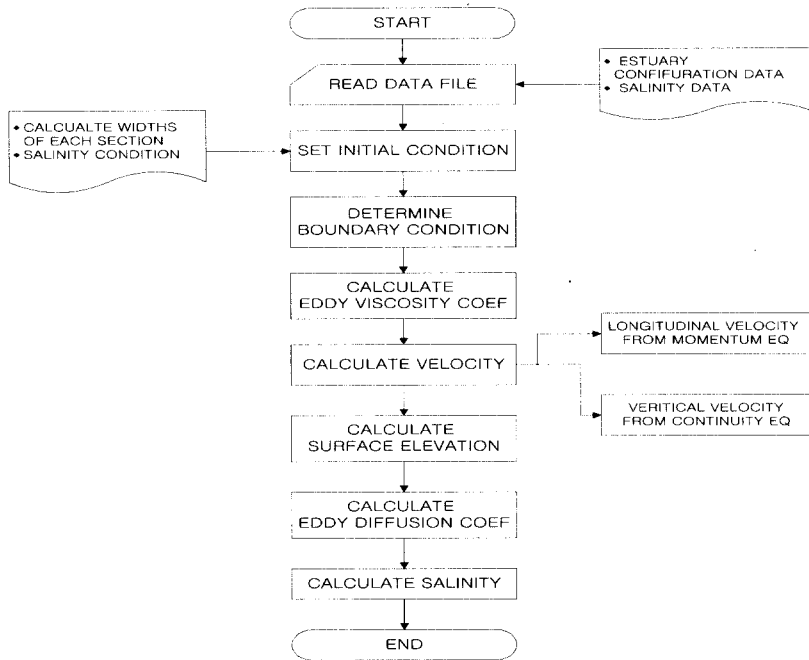 START
READ DATA FILE
• ESTUARY
CONFIFURATION DATA
• SALINITY DATA
• CALCUALTE WIDTHS
OF EACH SECTION
• SALINITY CONDITION
SET INITIAL CONDITION
DETERMINE
BOUNDARY CONDITION
CALCULATE
EDDY VISCOSITY COEF
CALCULATE VELOCITY
LONGITUDINAL VELOCITY
FROM MOMENTUM EQ
VERITICAL VELOCITY
FROM CONTINUITY EQ
CALCULATE
SURFACE ELEVATION
CALCULATE
EDDY DIFFUSION COEF
CALCULATE SALINITY
END